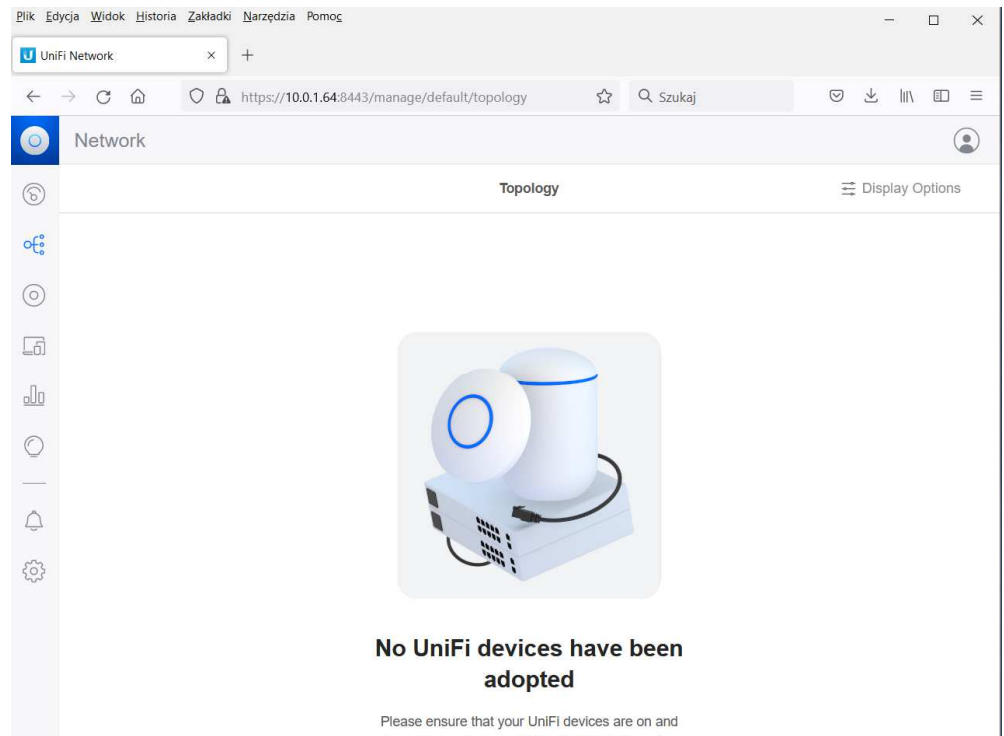 Plik Edycja Widok Historia Zakładki Narzędzia Pomoc
UniFi Network
https://10.0.1.64:8443/manage/default/topology
Szukaj
Network
Topology
Display Options
No UniFi devices have been
adopted
Please ensure that your UniFi devices are on and